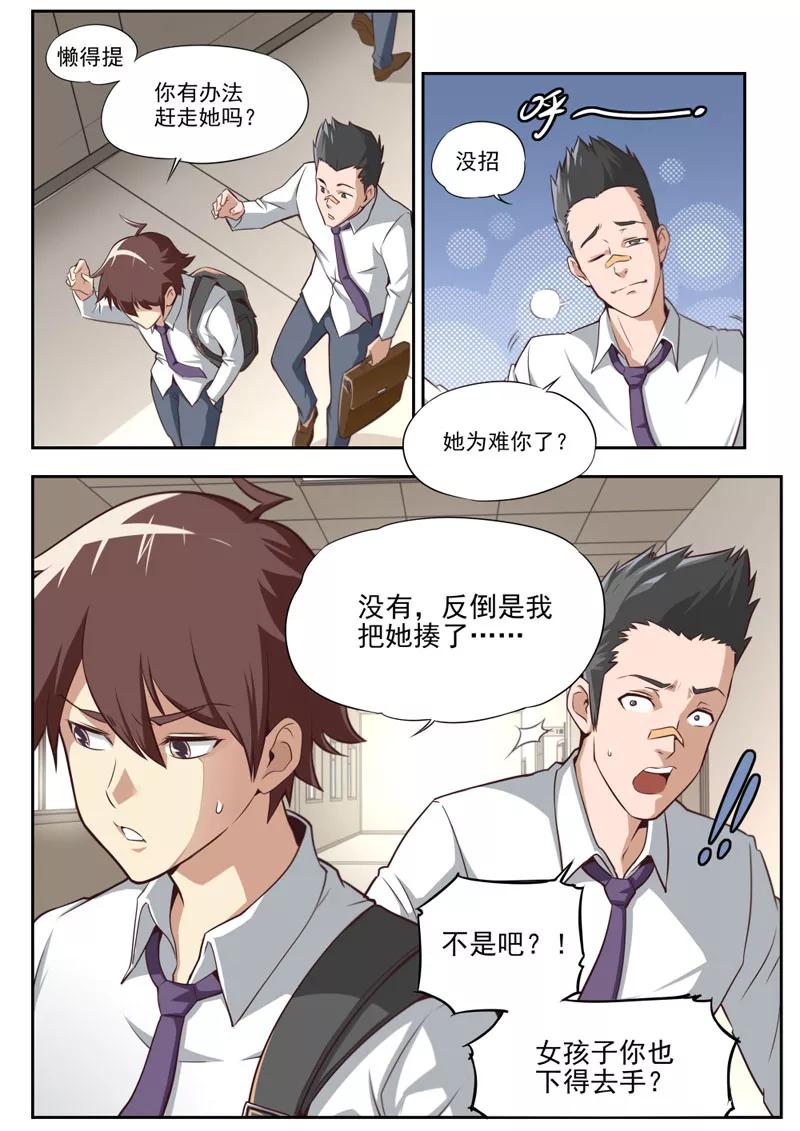 懒得提
你有办法
赶走她吗？
呼——
没招
她为难你了？
没有，反倒是我
把她揍了……
!!
不是吧？！
女孩子你也
下得去手？